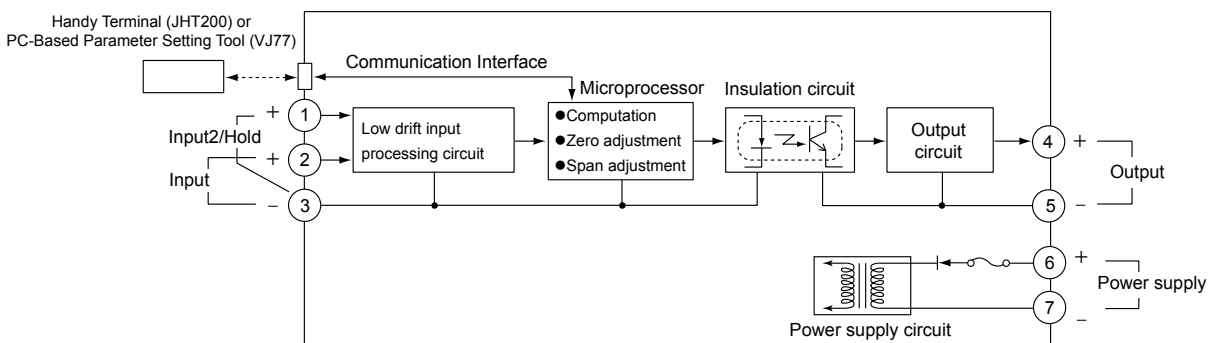 Handy Terminal (JHT200) or
PC-Based Parameter Setting Tool (VJ77)
Communication Interface
Microprocessor
Insulation circuit
+
1
Input2/Hold
+
2
Input
−
3
Low drift input
processing circuit
●Computation
●Zero adjustment
●Span adjustment
Output
circuit
4
+
Output
5
−
6
+
Power supply
7
−
Power supply circuit